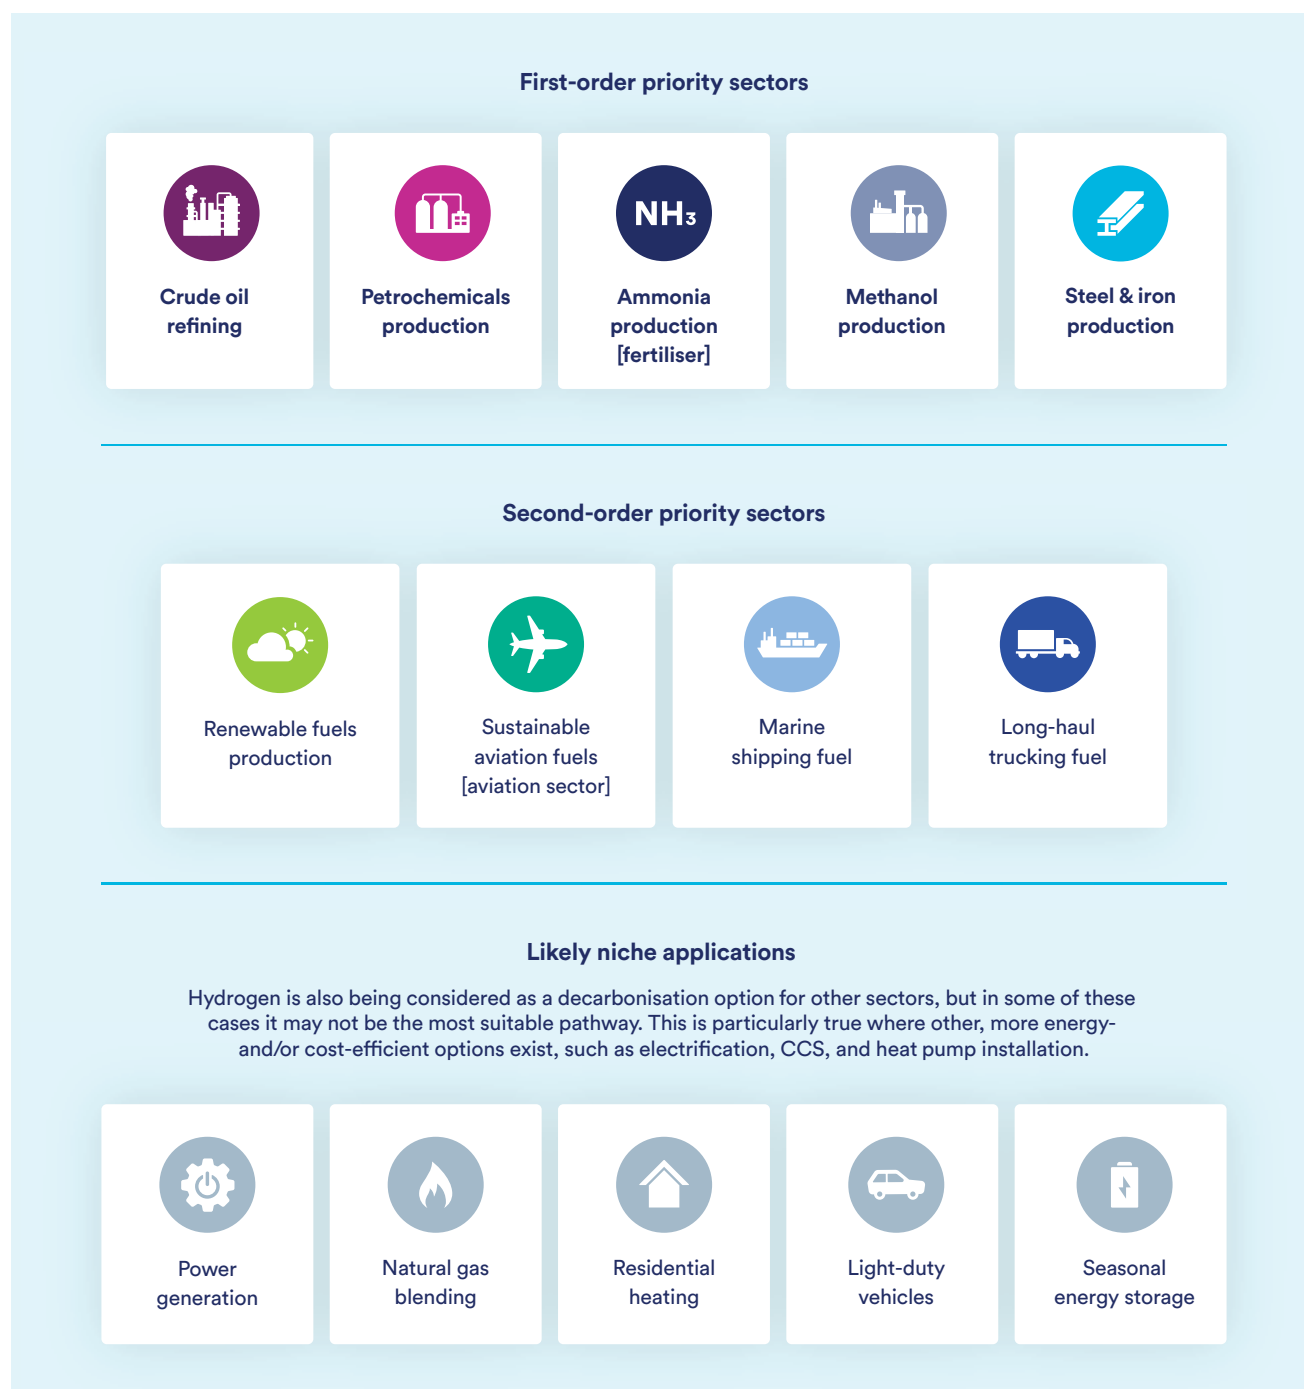 First-order priority sectors
NH₃
Crude oil
refining
Petrochemicals
production
Ammonia
production
[fertiliser]
Methanol
production
Steel & iron
production
Second-order priority sectors
Renewable fuels
production
Sustainable
aviation fuels
[aviation sector]
Marine
shipping fuel
Long-haul
trucking fuel
Likely niche applications
Hydrogen is also being considered as a decarbonisation option for other sectors, but in some of these
cases it may not be the most suitable pathway. This is particularly true where other, more energy-
and/or cost-efficient options exist, such as electrification, CCS, and heat pump installation.
Power
generation
Natural gas
blending
Residential
heating
Light-duty
vehicles
Seasonal
energy storage